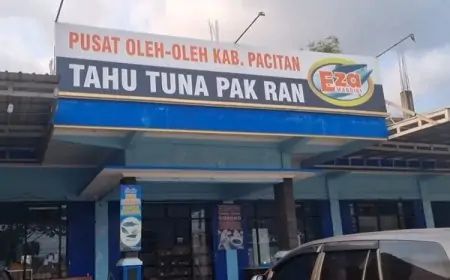 PUSAT OLEH-OLEH KAB. PACITAN
TAHU TUNA PAK RAN
Eza